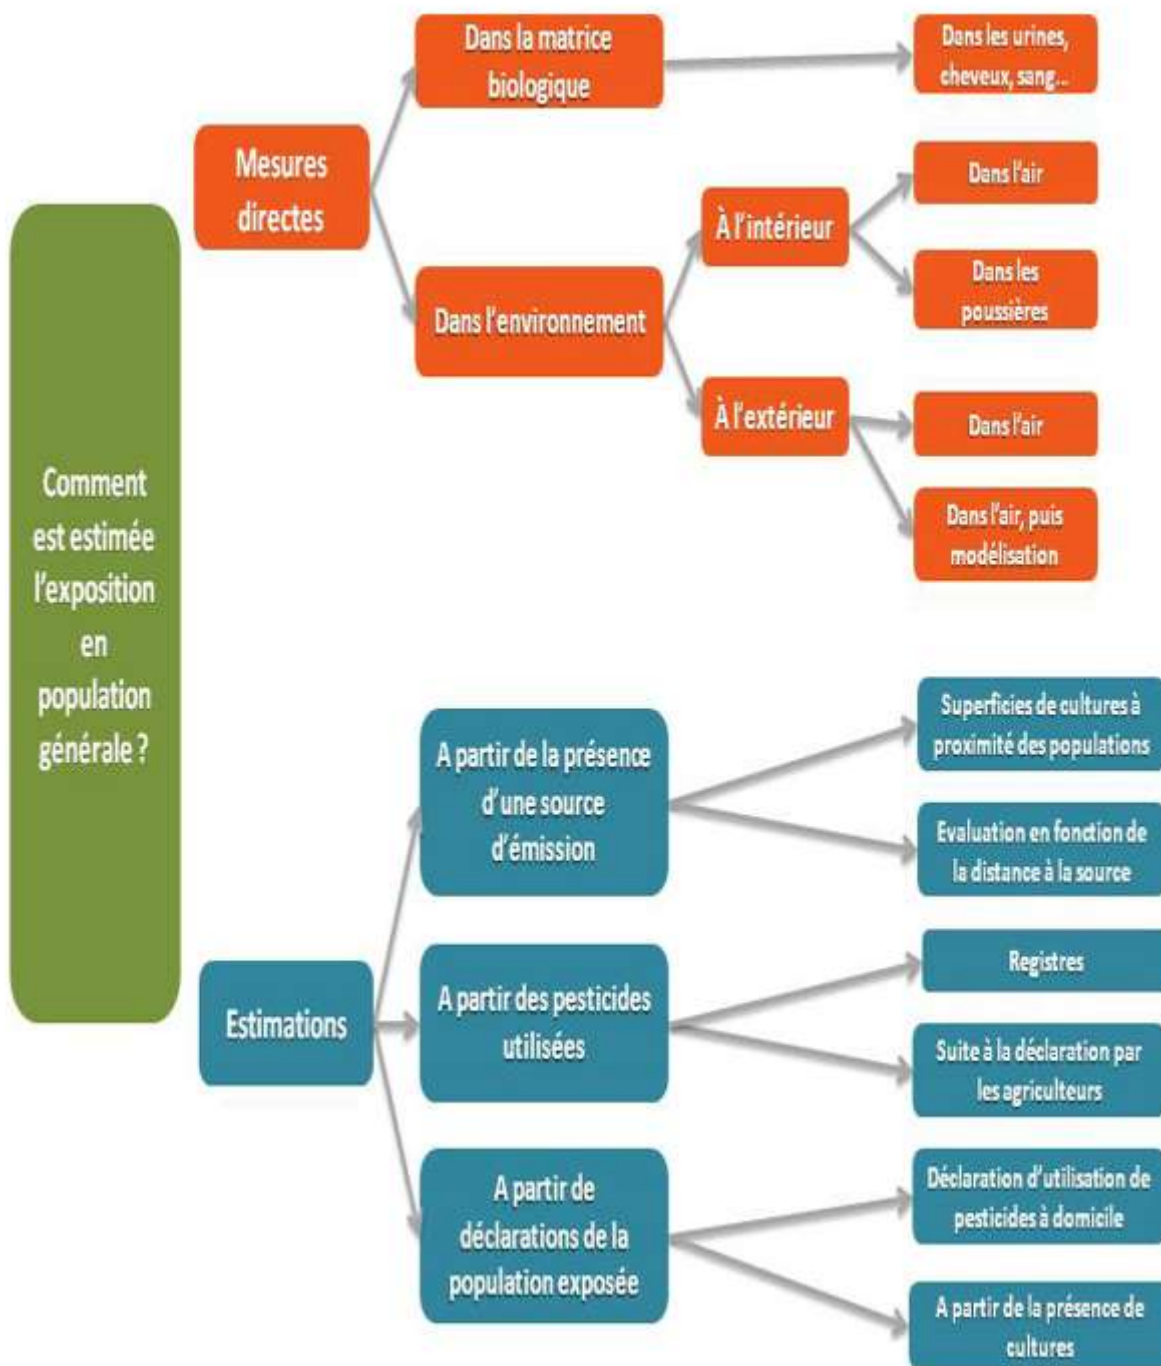 Comment
est estimée
l'exposition
en
population
générale ?
Mesures
directes
Dans la matrice
biologique
Dans les urines,
cheveux, sang...
Dans l'environnement
À l'intérieur
Dans l'air
Dans les
poussières
À l'extérieur
Dans l'air
Dans l'air, puis
modélisation
Estimations
A partir de la présence
d'une source
d'émission
Superficies de cultures à
proximité des populations
Evaluation en fonction de
la distance à la source
A partir des pesticides
utilisées
Registres
Suite à la déclaration par
les agriculteurs
A partir de
déclarations de la
population exposée
Déclaration d'utilisation de
pesticides à domicile
A partir de la présence de
cultures